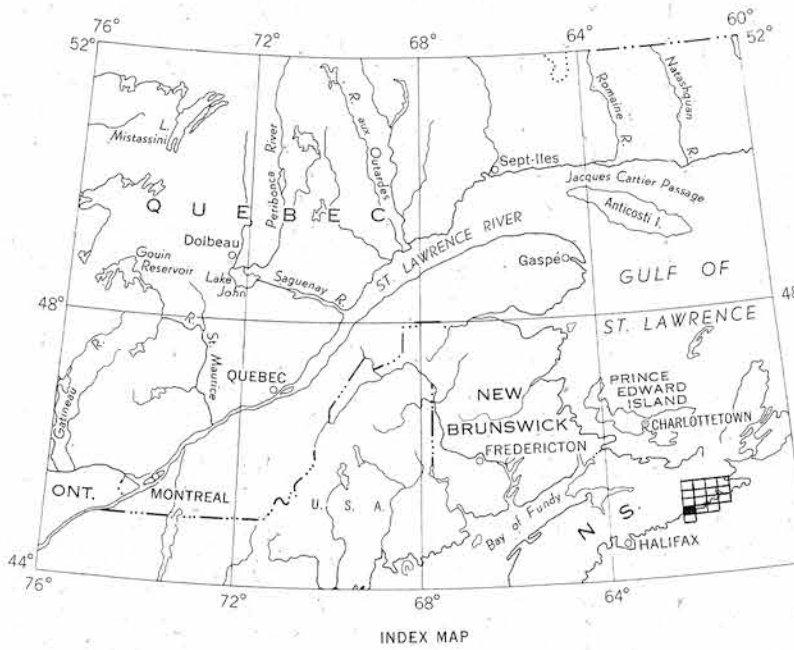 76°
72°
68°
64°
60°
52°
52°
L.
Mistassini
Peribonca River
R. aux Outardes
Romaine R.
Natashquan R.
Sept-Iles
Jacques Cartier Passage
Anticosti I.
QUEBEC
Dolbeau
Gouin
Reservoir
Lake
John
Saguenay R.
ST. LAWRENCE RIVER
Gaspé
GULF OF
ST. LAWRENCE
48°
48
R.
St. Maurice
Gatineau R.
QUEBEC
NEW
BRUNSWICK
FREDERICTON
PRINCE
EDWARD
ISLAND
CHARLOTTETOWN
ONT.
MONTREAL
U. S. A.
Bay of Fundy
N.S.
HALIFAX
44°
76°
72°
68°
64°
INDEX MAP